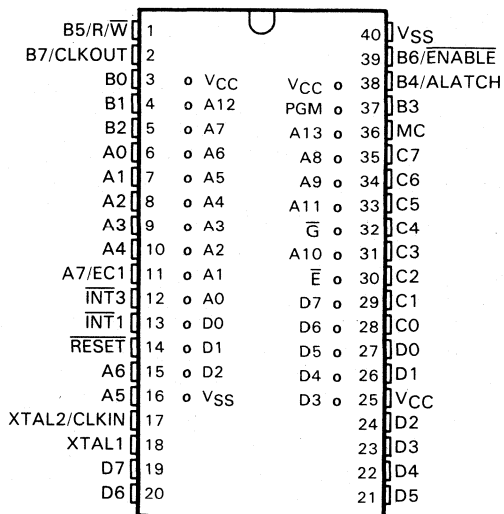 B5/R/W̅ 1 40 VSS
B7/CLKOUT 2 39 B6/E̅N̅A̅B̅L̅E̅
B0 3 o VCC VCC o 38 B4/ALATCH
B1 4 o A12 PGM o 37 B3
B2 5 o A7 A13 o 36 MC
A0 6 o A6 A8 o 35 C7
A1 7 o A5 A9 o 34 C6
A2 8 o A4 A11 o 33 C5
A3 9 o A3 G̅ o 32 C4
A4 10 o A2 A10 o 31 C3
A7/EC1 11 o A1 E̅ o 30 C2
I̅N̅T̅3 12 o A0 D7 o 29 C1
I̅N̅T̅1 13 o D0 D6 o 28 C0
R̅E̅S̅E̅T̅ 14 o D1 D5 o 27 D0
A6 15 o D2 D4 o 26 D1
A5 16 o VSS D3 o 25 VCC
XTAL2/CLKIN 17 24 D2
XTAL1 18 23 D3
D7 19 22 D4
D6 20 21 D5